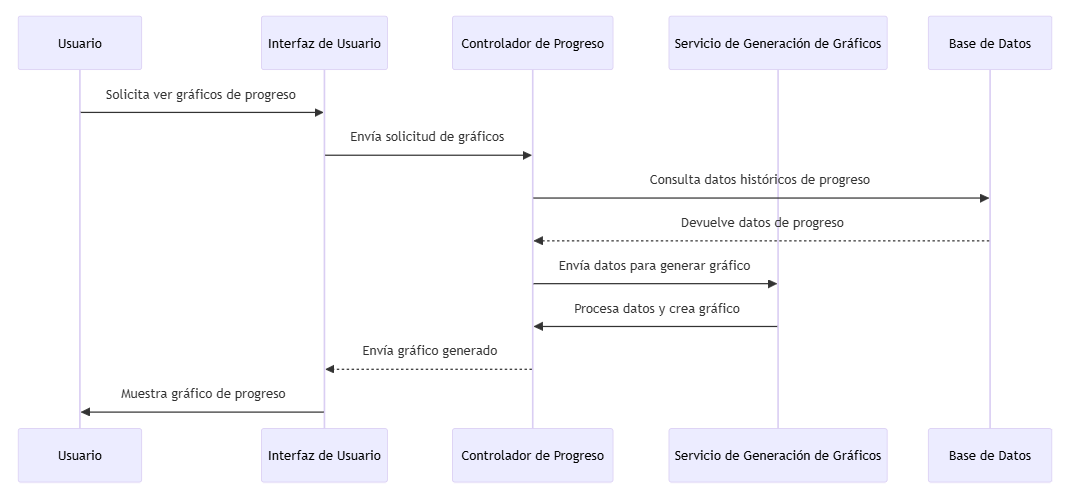 Usuario
Interfaz de Usuario
Controlador de Progreso
Servicio de Generación de Gráficos
Base de Datos
Solicita ver gráficos de progreso
Envía solicitud de gráficos
Consulta datos históricos de progreso
Devuelve datos de progreso
Envía datos para generar gráfico
Procesa datos y crea gráfico
Envía gráfico generado
Muestra gráfico de progreso
Usuario
Interfaz de Usuario
Controlador de Progreso
Servicio de Generación de Gráficos
Base de Datos